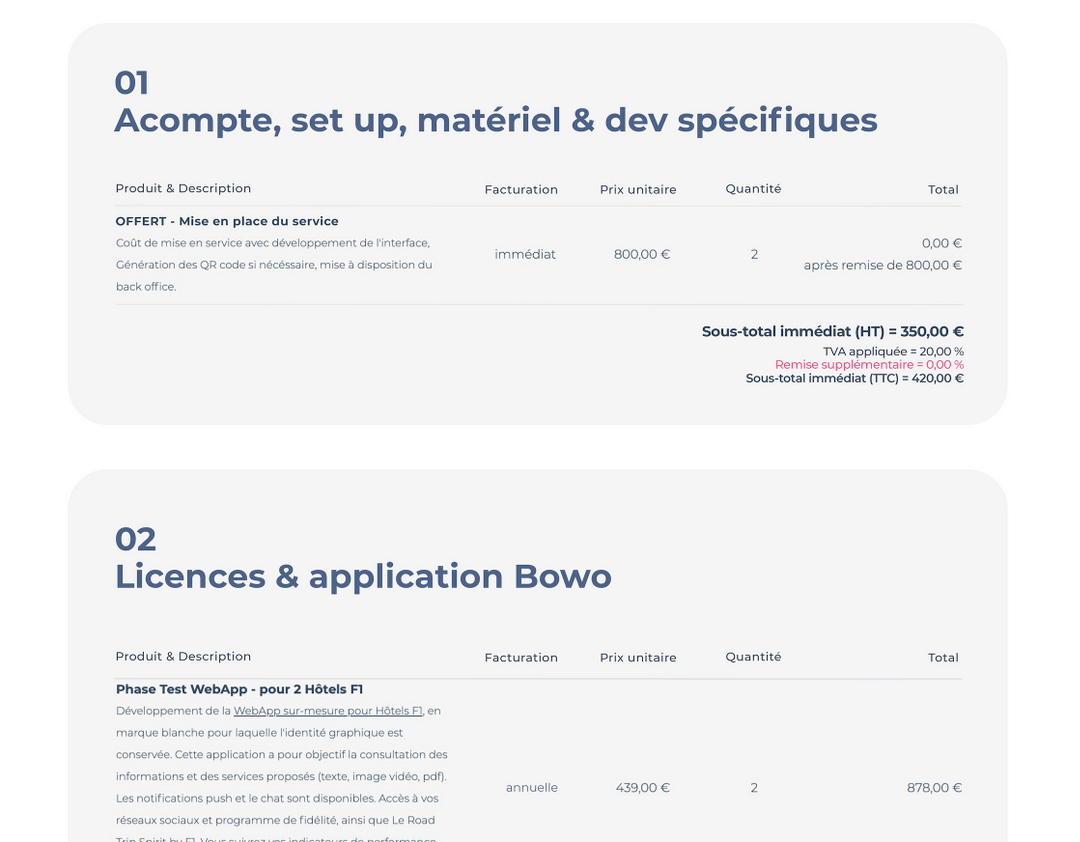 01
Acompte, set up, matériel & dev spécifiques
Produit & Description Facturation Prix unitaire Quantité Total
OFFERT - Mise en place du service
Coût de mise en service avec développement de l'interface,
Génération des QR code si nécéssaire, mise à disposition du
back office.
immédiat 800,00 € 2 0,00 €
après remise de 800,00 €
Sous-total immédiat (HT) = 350,00 €
TVA appliquée = 20,00 %
Remise supplémentaire = 0,00 %
Sous-total immédiat (TTC) = 420,00 €
02
Licences & application Bowo
Produit & Description Facturation Prix unitaire Quantité Total
Phase Test WebApp - pour 2 Hôtels F1
Développement de la WebApp sur-mesure pour Hôtels F1, en
marque blanche pour laquelle l'identité graphique est
conservée. Cette application a pour objectif la consultation des
informations et des services proposés (texte, image vidéo, pdf).
Les notifications push et le chat sont disponibles. Accès à vos
réseaux sociaux et programme de fidélité, ainsi que Le Road
Trip Spirit by F1. Vous suivrez vos indicateurs de performance
annuelle 439,00 € 2 878,00 €